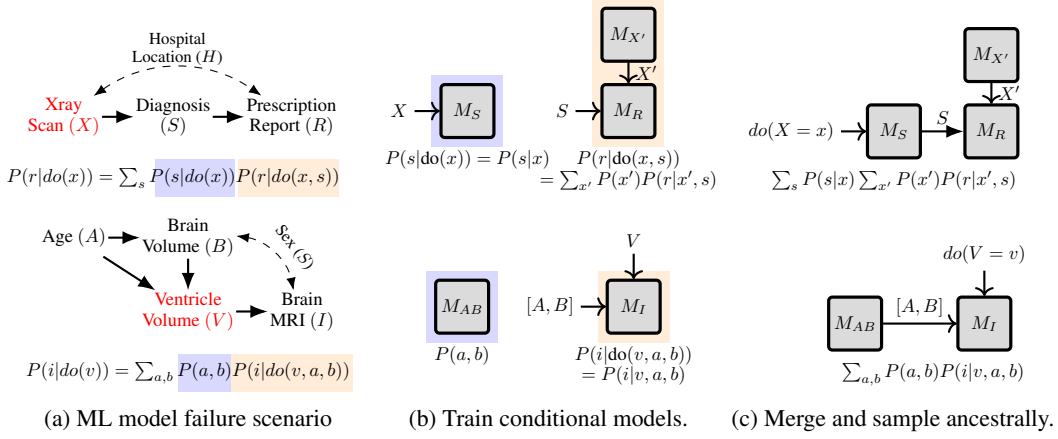 Hospital
Location (H)
Xray
Scan (X)
Diagnosis
(S)
Prescription
Report (R)
P(r|do(x)) = ∑_s P(s|do(x)) P(r|do(x, s))
Age (A)
Brain
Volume (B)
Sex (S)
Ventricle
Volume (V)
Brain
MRI (I)
P(i|do(v)) = ∑_{a,b} P(a, b) P(i|do(v, a, b))
(a) ML model failure scenario
X
M_S
P(s|do(x)) = P(s|x)
M_{X′}
X′
S
M_R
P(r|do(x, s))
= ∑_{x′} P(x′)P(r|x′, s)
M_{AB}
P(a, b)
V
[A, B]
M_I
P(i|do(v, a, b))
= P(i|v, a, b)
(b) Train conditional models.
M_{X′}
X′
do(X = x)
M_S
S
M_R
∑_s P(s|x) ∑_{x′} P(x′)P(r|x′, s)
do(V = v)
M_{AB}
[A, B]
M_I
∑_{a,b} P(a, b)P(i|v, a, b)
(c) Merge and sample ancestrally.